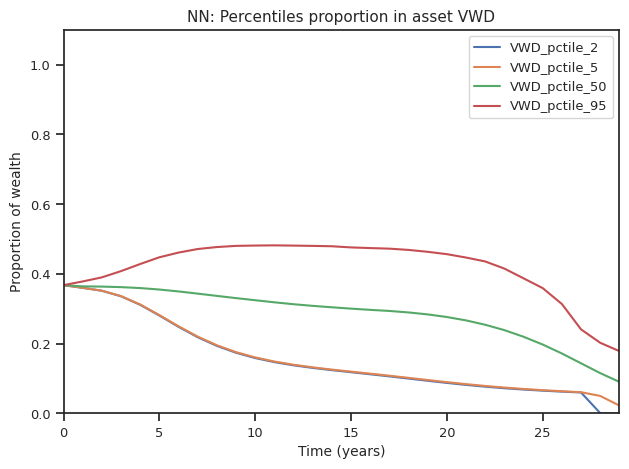 NN: Percentiles proportion in asset VWD
VWD_pctile_2
VWD_pctile_5
VWD_pctile_50
VWD_pctile_95
Proportion of wealth
1.0
0.8
0.6
0.4
0.2
0.0
0 5 10 15 20 25
Time (years)